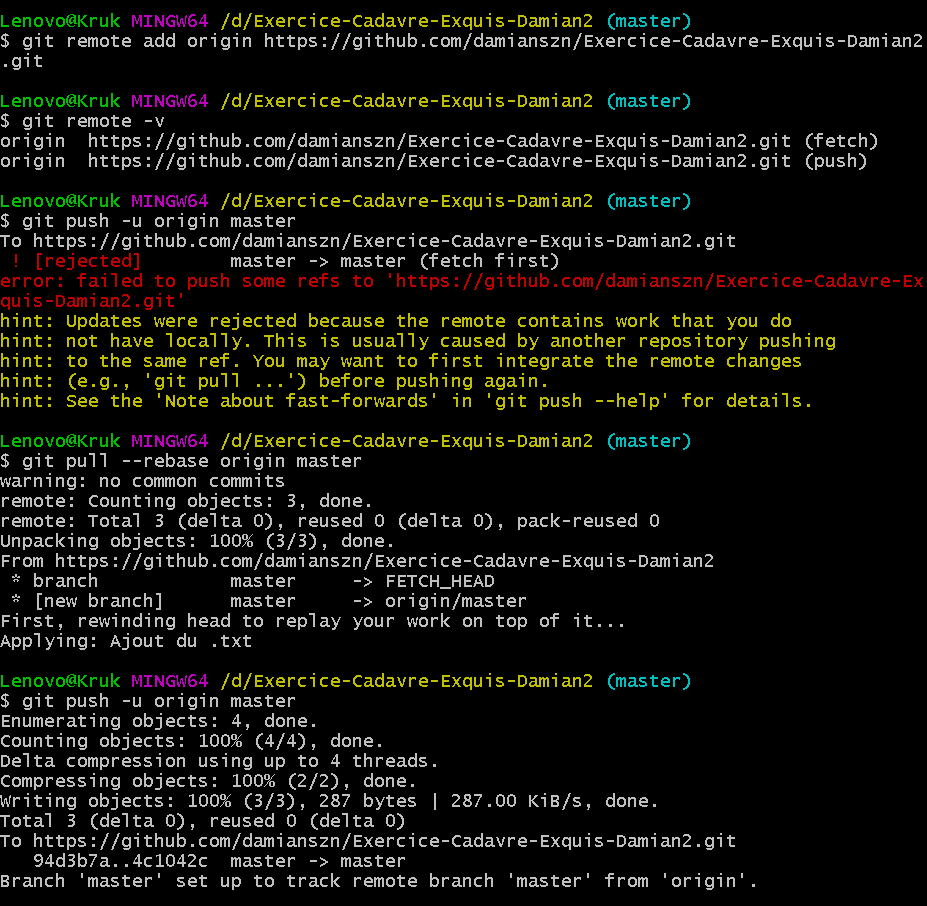 Lenovo@Kruk MINGW64 /d/Exercice-Cadavre-Exquis-Damian2 (master)
$ git remote add origin https://github.com/damianszn/Exercice-Cadavre-Exquis-Damian2
.git
Lenovo@Kruk MINGW64 /d/Exercice-Cadavre-Exquis-Damian2 (master)
$ git remote -v
origin  https://github.com/damianszn/Exercice-Cadavre-Exquis-Damian2.git (fetch)
origin  https://github.com/damianszn/Exercice-Cadavre-Exquis-Damian2.git (push)
Lenovo@Kruk MINGW64 /d/Exercice-Cadavre-Exquis-Damian2 (master)
$ git push -u origin master
To https://github.com/damianszn/Exercice-Cadavre-Exquis-Damian2.git
 ! [rejected]        master -> master (fetch first)
error: failed to push some refs to 'https://github.com/damianszn/Exercice-Cadavre-Ex
quis-Damian2.git'
hint: Updates were rejected because the remote contains work that you do
hint: not have locally. This is usually caused by another repository pushing
hint: to the same ref. You may want to first integrate the remote changes
hint: (e.g., 'git pull ...') before pushing again.
hint: See the 'Note about fast-forwards' in 'git push --help' for details.
Lenovo@Kruk MINGW64 /d/Exercice-Cadavre-Exquis-Damian2 (master)
$ git pull --rebase origin master
warning: no common commits
remote: Counting objects: 3, done.
remote: Total 3 (delta 0), reused 0 (delta 0), pack-reused 0
Unpacking objects: 100% (3/3), done.
From https://github.com/damianszn/Exercice-Cadavre-Exquis-Damian2
 * branch            master     -> FETCH_HEAD
 * [new branch]      master     -> origin/master
First, rewinding head to replay your work on top of it...
Applying: Ajout du .txt
Lenovo@Kruk MINGW64 /d/Exercice-Cadavre-Exquis-Damian2 (master)
$ git push -u origin master
Enumerating objects: 4, done.
Counting objects: 100% (4/4), done.
Delta compression using up to 4 threads.
Compressing objects: 100% (2/2), done.
Writing objects: 100% (3/3), 287 bytes | 287.00 KiB/s, done.
Total 3 (delta 0), reused 0 (delta 0)
To https://github.com/damianszn/Exercice-Cadavre-Exquis-Damian2.git
   94d3b7a..4c1042c  master -> master
Branch 'master' set up to track remote branch 'master' from 'origin'.